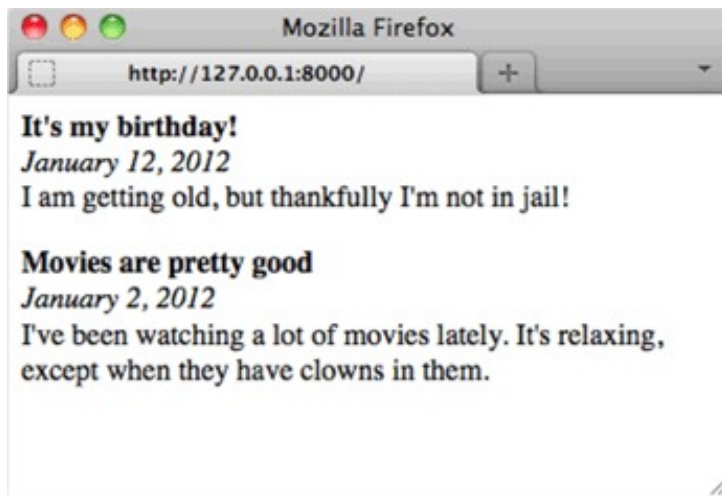 Mozilla Firefox
http://127.0.0.1:8000/
It's my birthday!
January 12, 2012
I am getting old, but thankfully I'm not in jail!
Movies are pretty good
January 2, 2012
I've been watching a lot of movies lately. It's relaxing,
except when they have clowns in them.